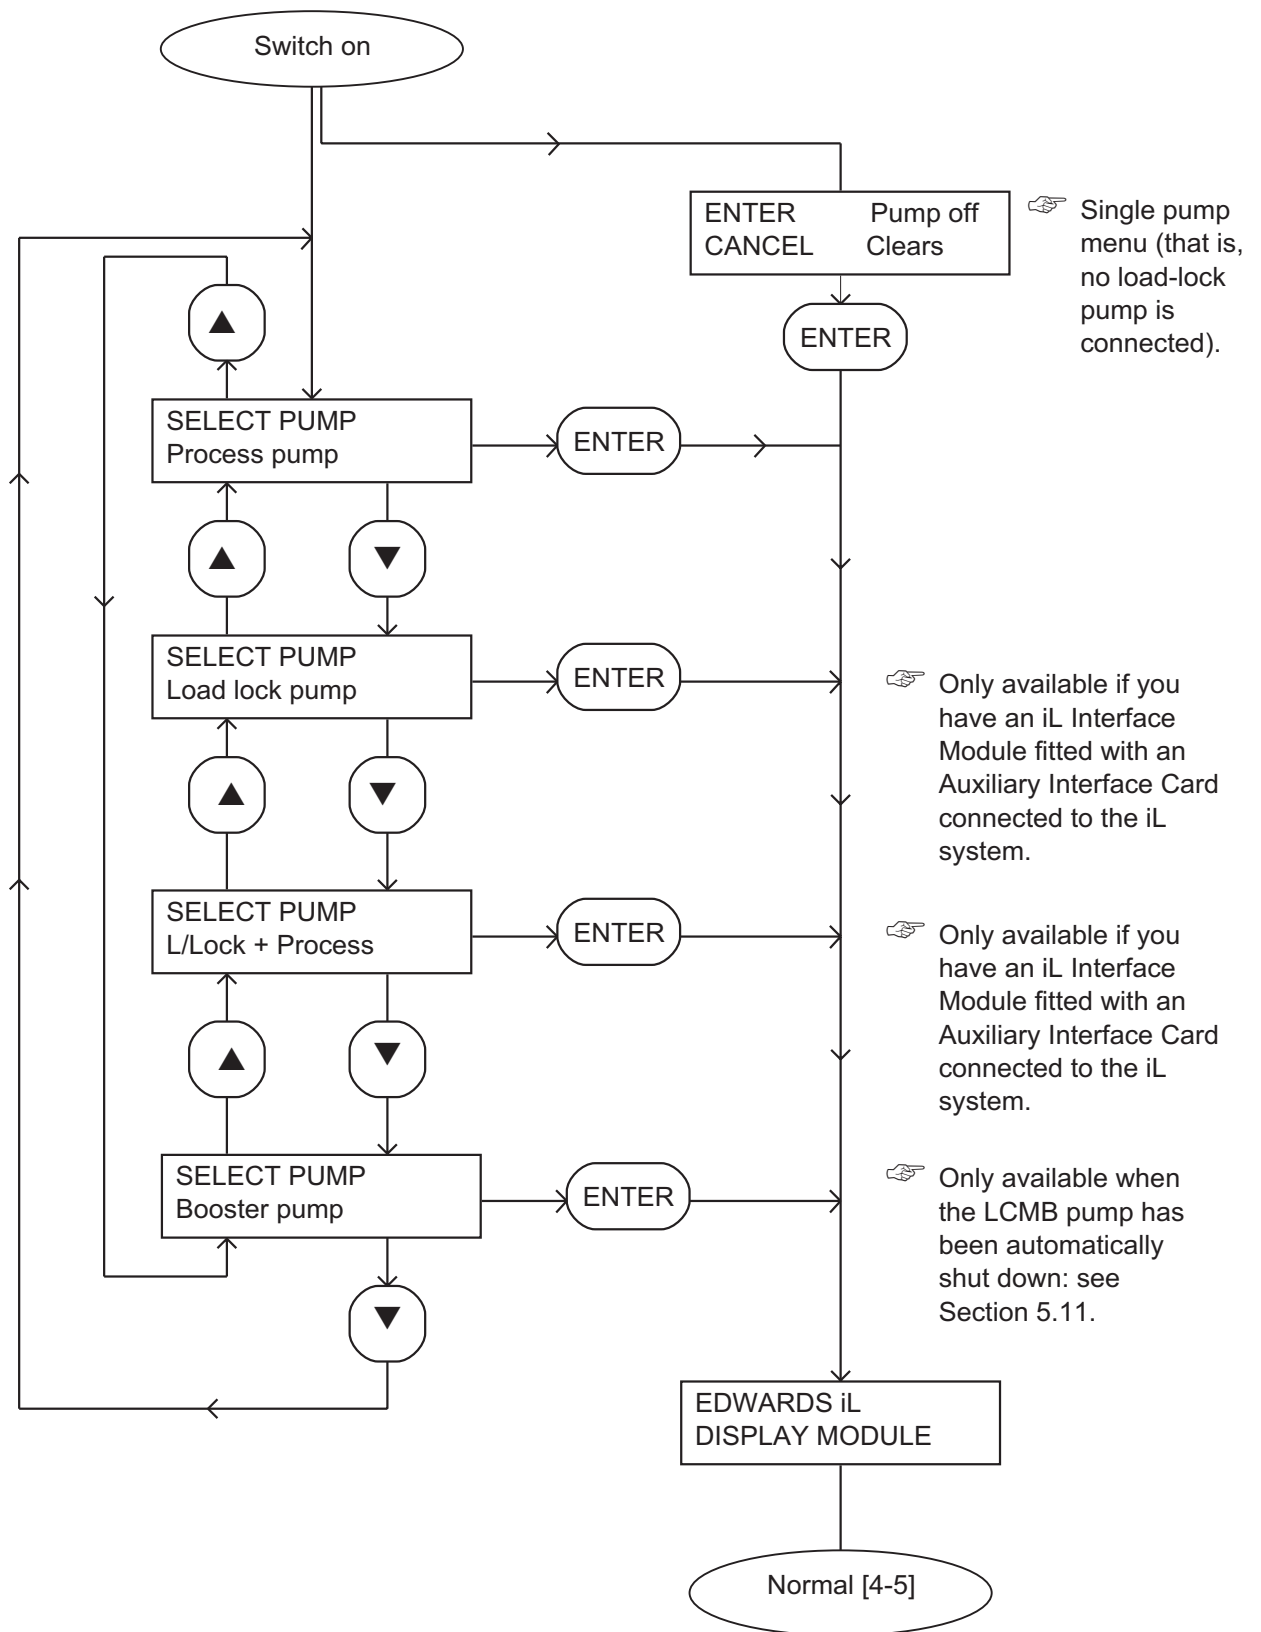 Switch on
ENTER Pump off
CANCEL Clears
☞ Single pump
menu (that is,
no load-lock
pump is
connected).
▲
ENTER
SELECT PUMP
Process pump
ENTER
▲ ▼
SELECT PUMP
Load lock pump
ENTER
☞ Only available if you
have an iL Interface
Module fitted with an
Auxiliary Interface Card
connected to the iL
system.
▲ ▼
SELECT PUMP
L/Lock + Process
ENTER
☞ Only available if you
have an iL Interface
Module fitted with an
Auxiliary Interface Card
connected to the iL
system.
▲ ▼
SELECT PUMP
Booster pump
ENTER
☞ Only available when
the LCMB pump has
been automatically
shut down: see
Section 5.11.
▼
EDWARDS iL
DISPLAY MODULE
Normal [4-5]